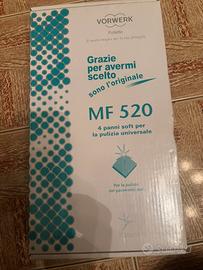 VORWERK
Folletto
Grazie
per avermi
scelto
sono l'originale
MF 520
4 panni soft per
la pulizia universale
Per la pulizia
dei pavimenti duri